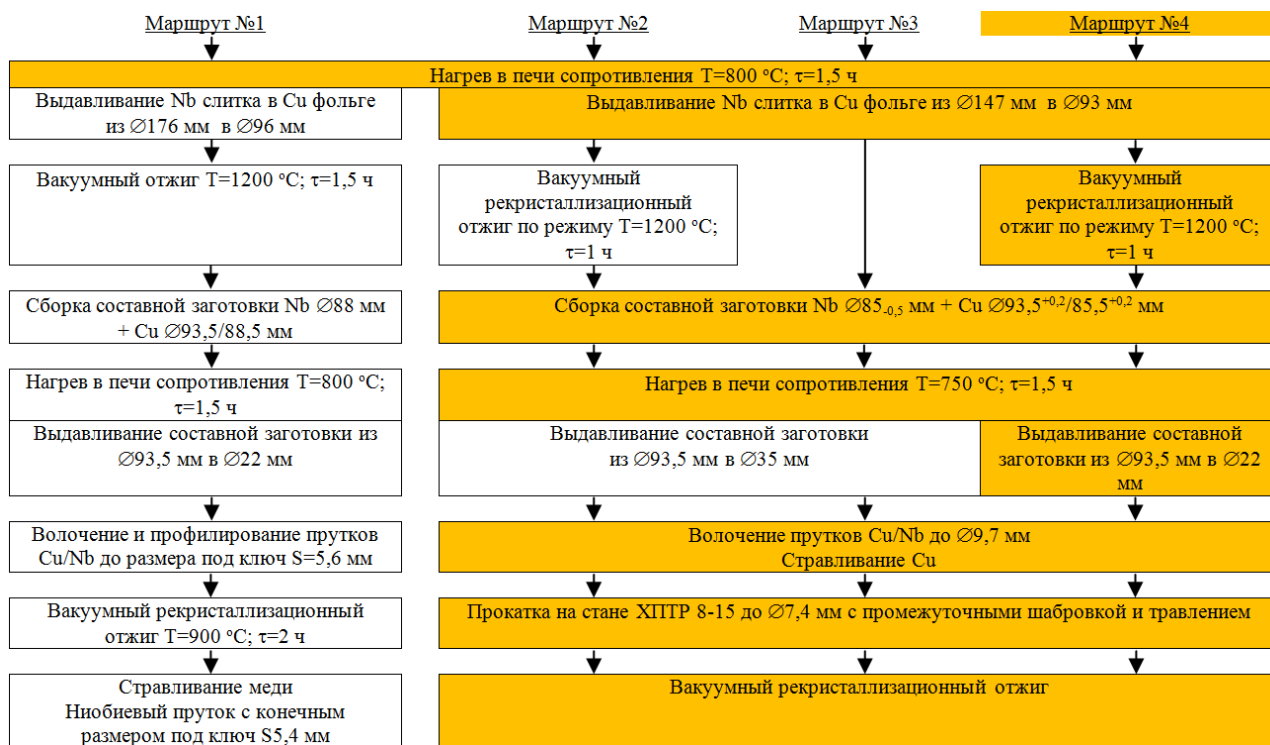 Маршрут №1 Маршрут №2 Маршрут №3 Маршрут №4
Нагрев в печи сопротивления T=800 °C; τ=1,5 ч
Выдавливание Nb слитка в Cu фольге
из ∅176 мм в ∅96 мм
Выдавливание Nb слитка в Cu фольге из ∅147 мм в ∅93 мм
Вакуумный отжиг T=1200 °C; τ=1,5 ч
Вакуумный
рекристаллизационный
отжиг по режиму T=1200 °C;
τ=1 ч
Вакуумный
рекристаллизационный
отжиг по режиму T=1200 °C;
τ=1 ч
Сборка составной заготовки Nb ∅88 мм
+ Cu ∅93,5/88,5 мм
Сборка составной заготовки Nb ∅85₋₀,₅ мм + Cu ∅93,5⁺⁰,²/85,5⁺⁰,² мм
Нагрев в печи сопротивления T=800 °C;
τ=1,5 ч
Нагрев в печи сопротивления T=750 °C; τ=1,5 ч
Выдавливание составной заготовки из
∅93,5 мм в ∅22 мм
Выдавливание составной заготовки
из ∅93,5 мм в ∅35 мм
Выдавливание составной
заготовки из ∅93,5 мм в ∅22
мм
Волочение и профилирование прутков
Cu/Nb до размера под ключ S=5,6 мм
Волочение прутков Cu/Nb до ∅9,7 мм
Стравливание Cu
Вакуумный рекристаллизационный
отжиг T=900 °C; τ=2 ч
Прокатка на стане ХПТР 8-15 до ∅7,4 мм с промежуточными шабровкой и травлением
Стравливание меди
Ниобиевый пруток с конечным
размером под ключ S5,4 мм
Вакуумный рекристаллизационный отжиг